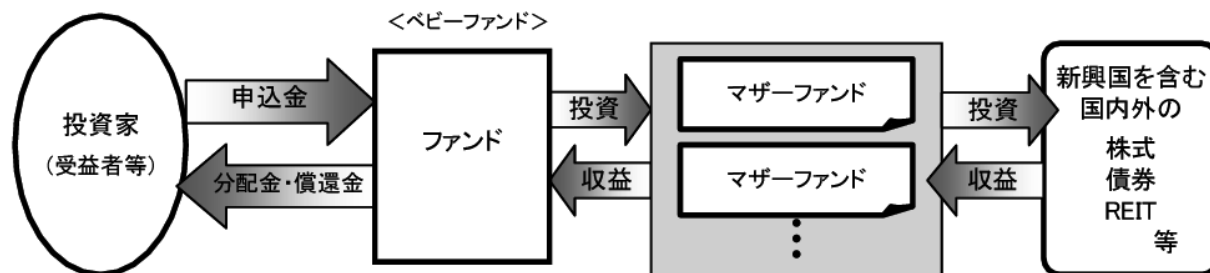 <ベビーファンド>
投資家
(受益者等)
申込金
分配金・償還金
ファンド
投資
収益
マザーファンド
マザーファンド
投資
収益
新興国を含む
国内外の
株式
債券
REIT
等